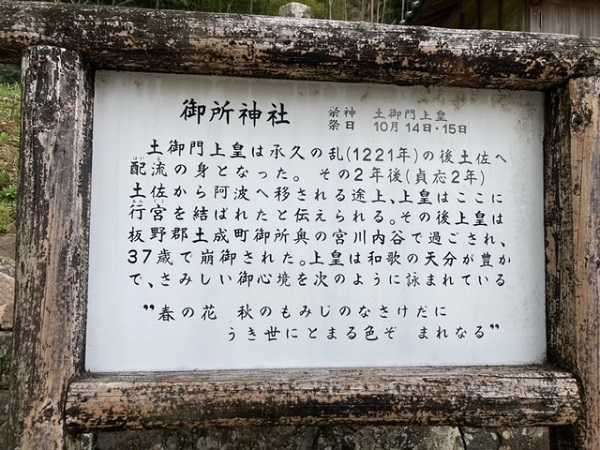 御所神社
祭神 土御門上皇
祭日 10月14日・15日
土御門上皇は承久の乱(1221年)の後土佐へ
配流の身となった。その2年後(貞応2年)
土佐から阿波へ移される途上、上皇はここに
行宮を結ばれたと伝えられる。その後上皇は
板野郡土成町御所奥の宮川内谷で過ごされ、
37歳で崩御された。上皇は和歌の天分が豊か
で、さみしい御心境を次のように詠まれている
"春の花 秋のもみじのなさけだに
うき世にとまる色ぞ まれなる"